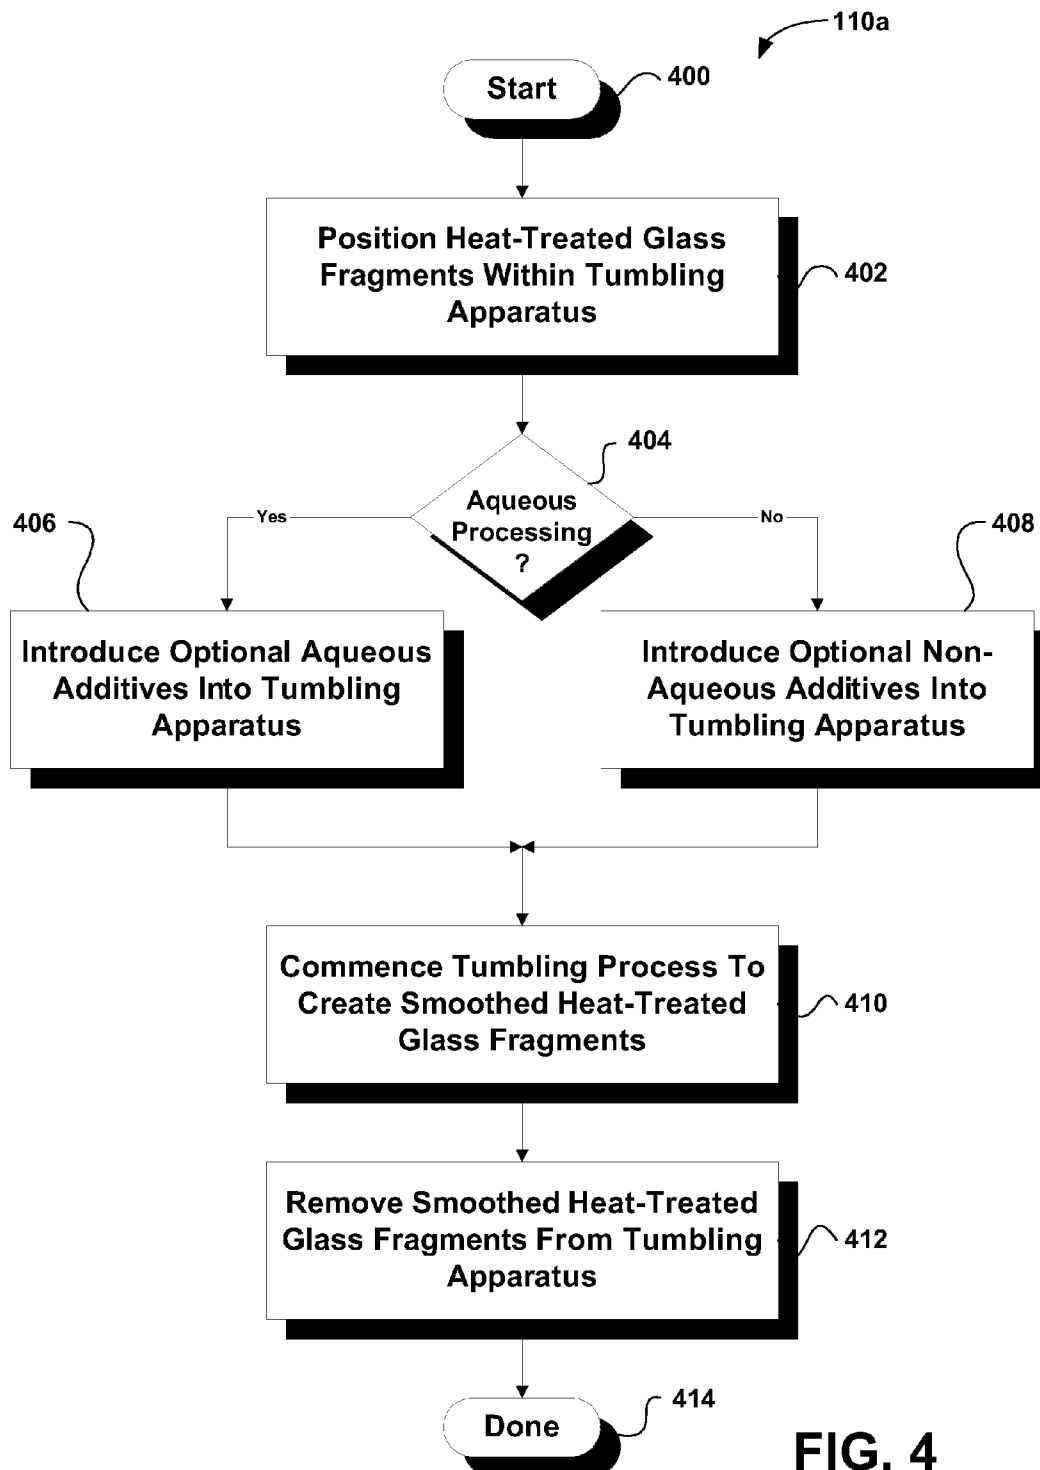 110a
Start
400
Position Heat-Treated Glass
Fragments Within Tumbling
Apparatus
402
404
Aqueous
Processing
?
Yes
No
406
408
Introduce Optional Aqueous
Additives Into Tumbling
Apparatus
Introduce Optional Non-
Aqueous Additives Into
Tumbling Apparatus
Commence Tumbling Process To
Create Smoothed Heat-Treated
Glass Fragments
410
Remove Smoothed Heat-Treated
Glass Fragments From Tumbling
Apparatus
412
Done
414
FIG. 4